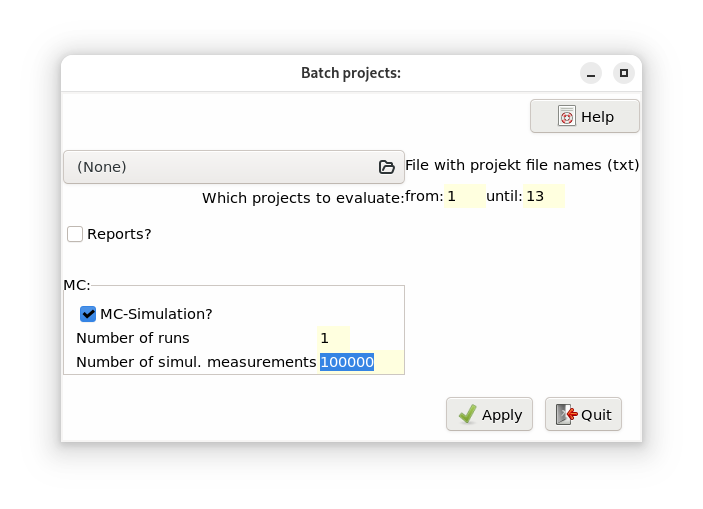 Batch projects:
Help
(None)
File with projekt file names (txt)
Which projects to evaluate: from: 1 until: 13
Reports?
MC:
MC-Simulation?
Number of runs 1
Number of simul. measurements 100000
Apply
Quit